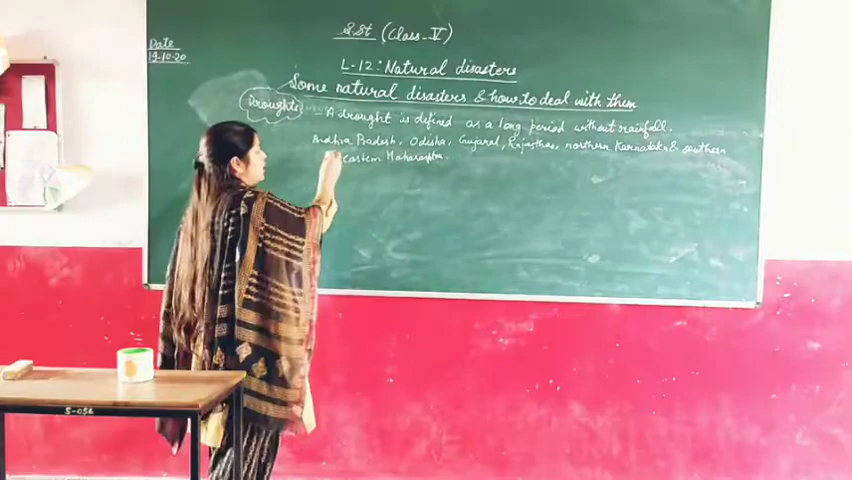 S.St (Class-V)
Date
19-10-20
L-12: Natural disasters
Some natural disasters & how to deal with them
Droughts - A drought is defined as a long period without rainfall.
Andhra Pradesh, Odisha, Gujarat, Rajasthan, northern Karnataka & southern
eastern Maharashtra.
S-056